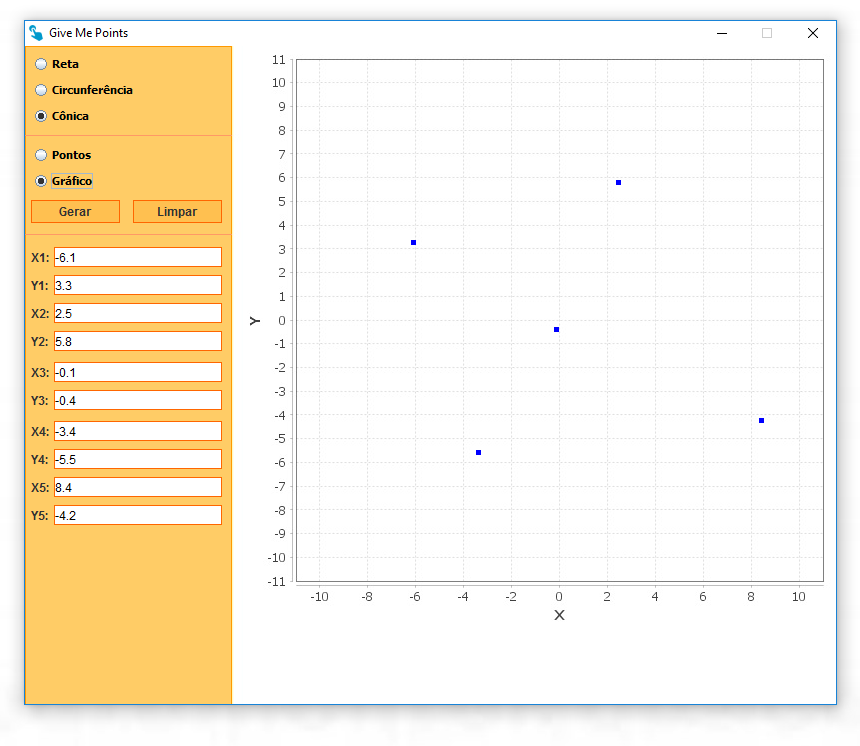 Give Me Points
Reta
Circunferência
Cônica
Pontos
Gráfico
Gerar Limpar
X1: -6.1
Y1: 3.3
X2: 2.5
Y2: 5.8
X3: -0.1
Y3: -0.4
X4: -3.4
Y4: -5.5
X5: 8.4
Y5: -4.2
11
10
9
8
7
6
5
4
3
2
1
0
-1
-2
-3
-4
-5
-6
-7
-8
-9
-10
-11
Y
-10 -8 -6 -4 -2 0 2 4 6 8 10
X